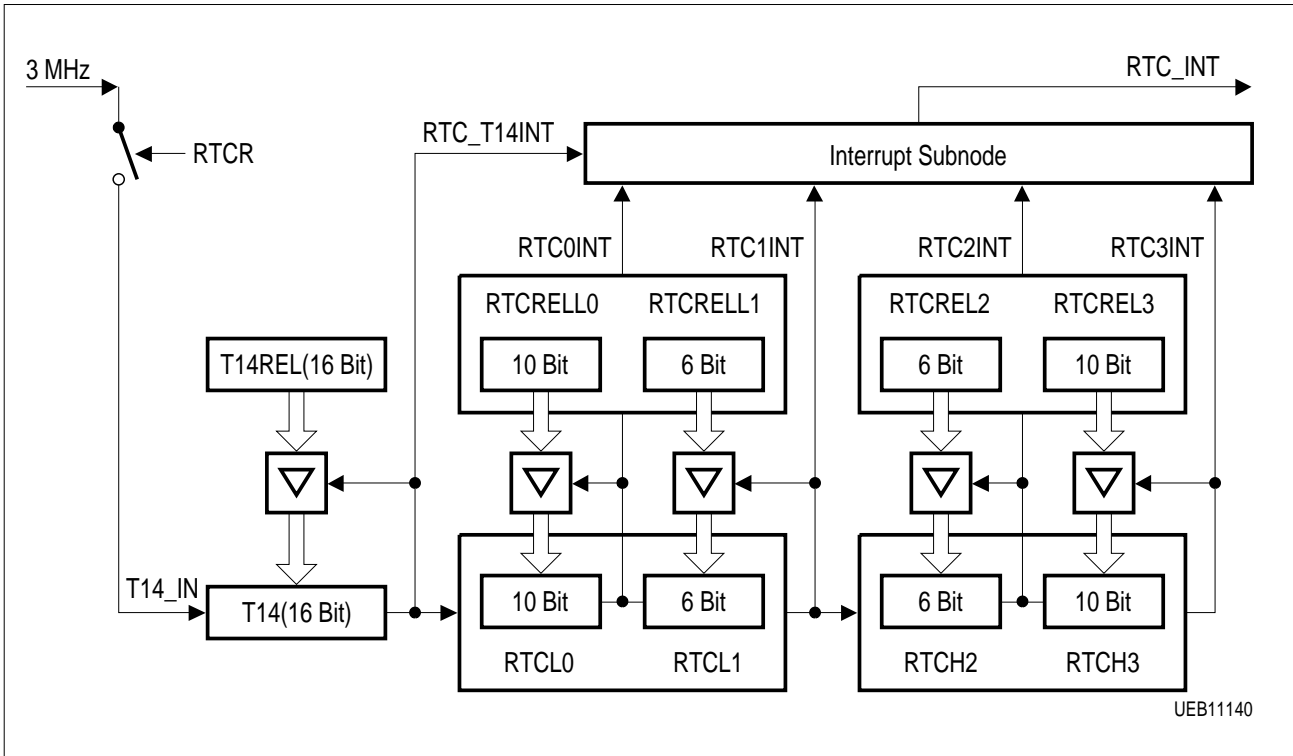 3 MHz
RTC_INT
RTC_T14INT
RTCR
Interrupt Subnode
RTC0INT
RTC1INT
RTC2INT
RTC3INT
RTCRELL0
RTCRELL1
RTCREL2
RTCREL3
T14REL(16 Bit)
10 Bit
6 Bit
6 Bit
10 Bit
T14_IN
T14(16 Bit)
10 Bit
6 Bit
6 Bit
10 Bit
RTCL0
RTCL1
RTCH2
RTCH3
UEB11140